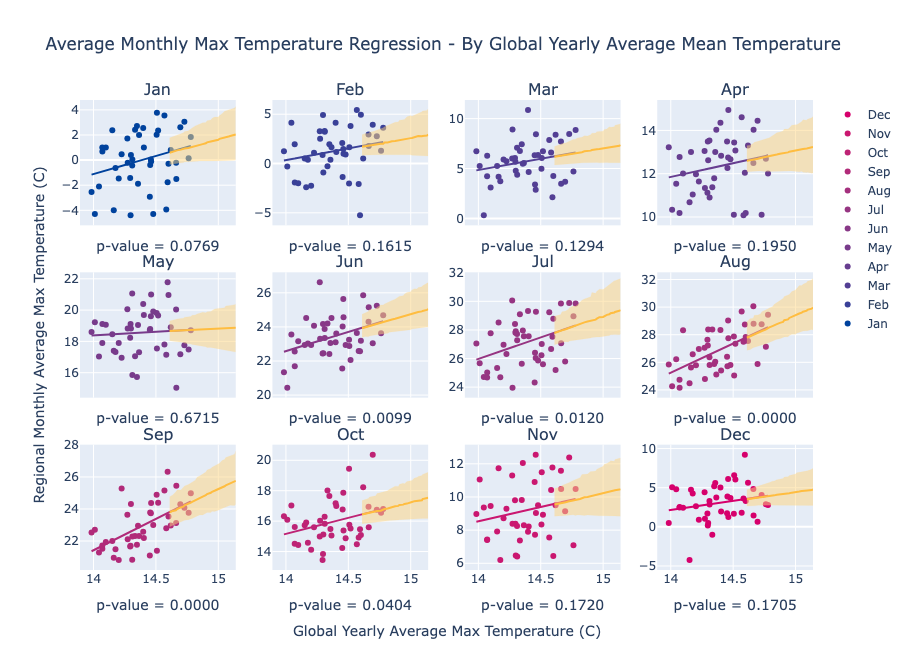 Average Monthly Max Temperature Regression - By Global Yearly Average Mean Temperature
Jan
Feb
Mar
Apr
4
2
0
−2
−4
5
0
−5
10
5
0
14
12
10
p-value = 0.0769
p-value = 0.1615
p-value = 0.1294
p-value = 0.1950
May
Jun
Jul
Aug
22
20
18
16
26
24
22
20
32
30
28
26
24
32
30
28
26
24
p-value = 0.6715
p-value = 0.0099
p-value = 0.0120
p-value = 0.0000
Sep
Oct
Nov
Dec
28
26
24
22
20
18
16
14
12
10
8
6
10
5
0
−5
14
14.5
15
14
14.5
15
14
14.5
15
14
14.5
15
p-value = 0.0000
p-value = 0.0404
p-value = 0.1720
p-value = 0.1705
Global Yearly Average Max Temperature (C)
Regional Monthly Average Max Temperature (C)
Dec
Nov
Oct
Sep
Aug
Jul
Jun
May
Apr
Mar
Feb
Jan